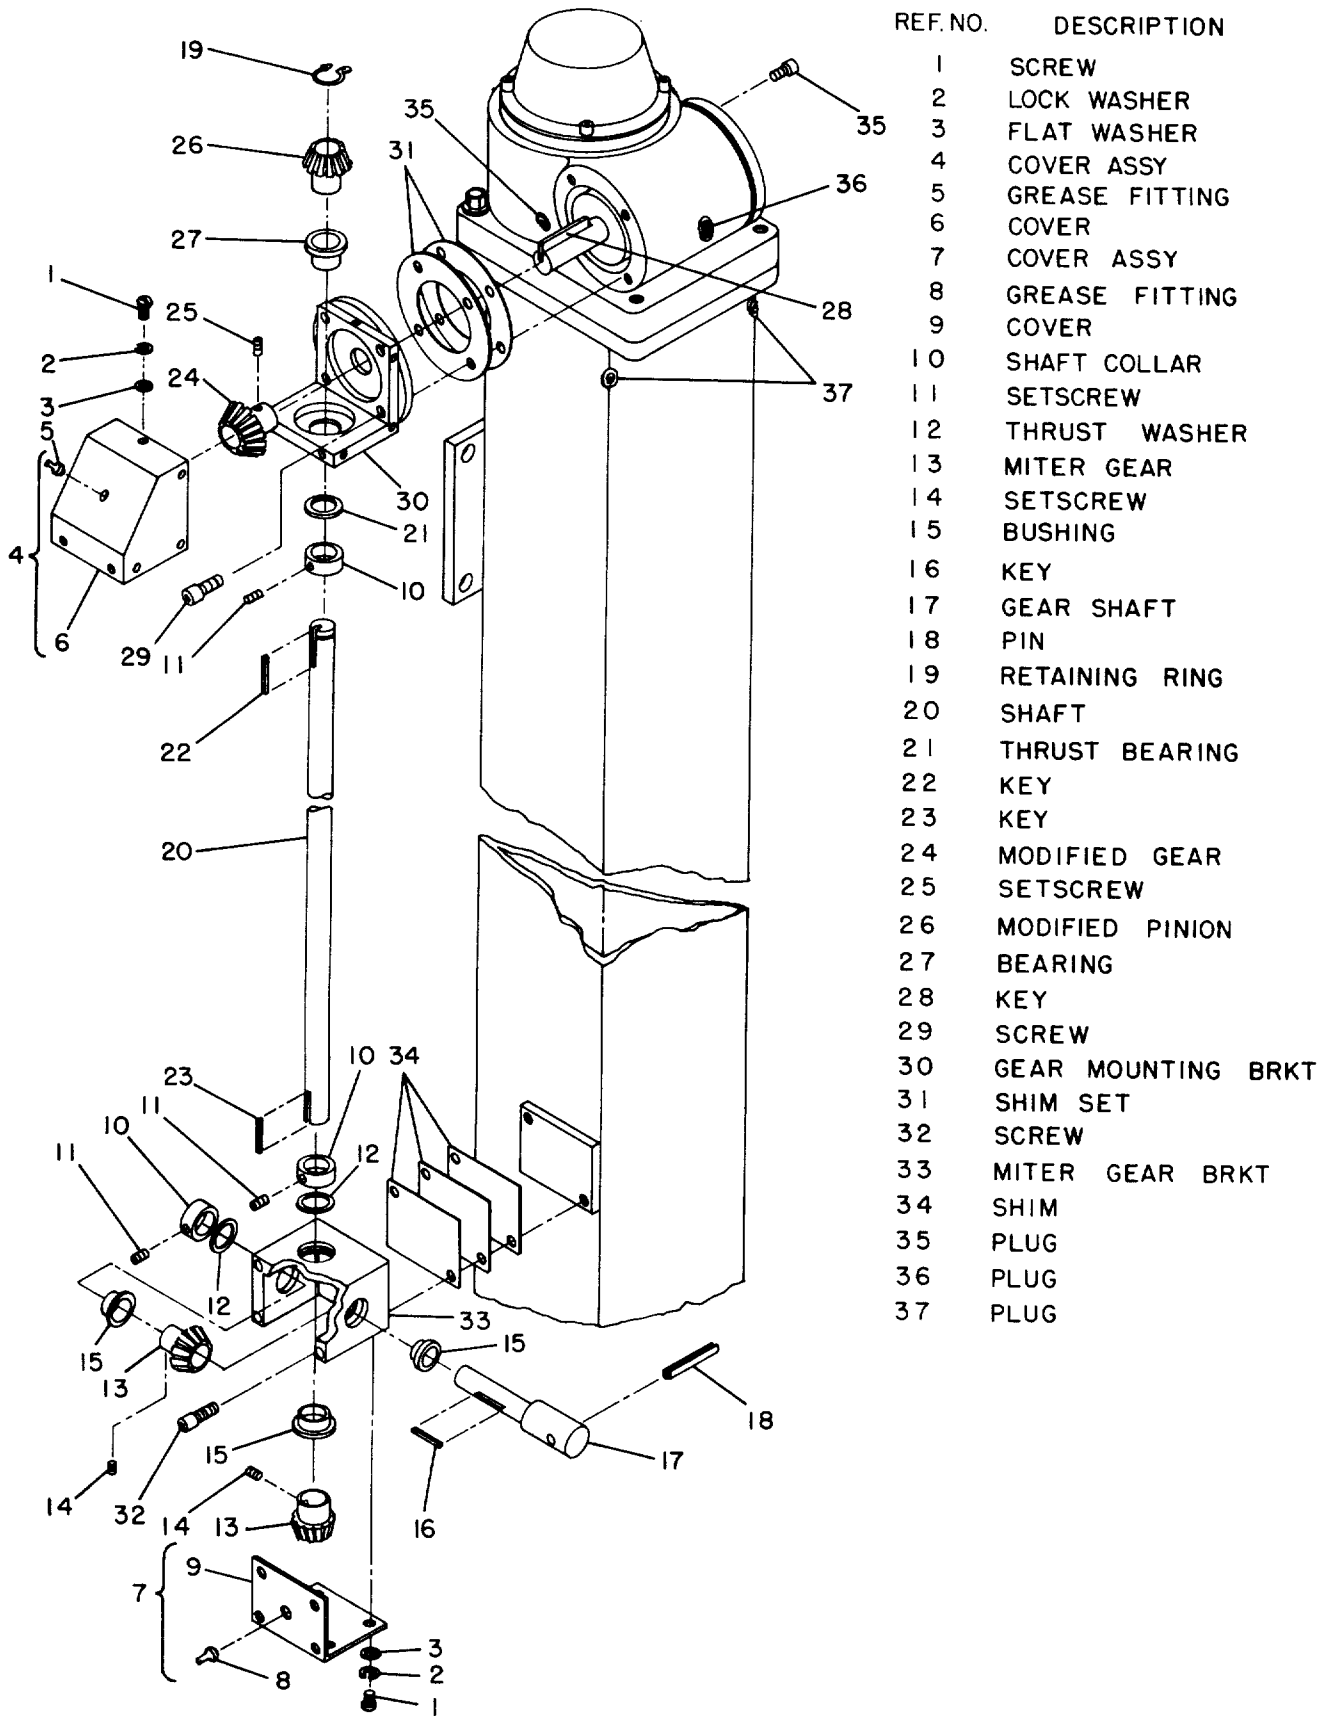 REF. NO. DESCRIPTION
1 SCREW
2 LOCK WASHER
3 FLAT WASHER
4 COVER ASSY
5 GREASE FITTING
6 COVER
7 COVER ASSY
8 GREASE FITTING
9 COVER
10 SHAFT COLLAR
11 SETSCREW
12 THRUST WASHER
13 MITER GEAR
14 SETSCREW
15 BUSHING
16 KEY
17 GEAR SHAFT
18 PIN
19 RETAINING RING
20 SHAFT
21 THRUST BEARING
22 KEY
23 KEY
24 MODIFIED GEAR
25 SETSCREW
26 MODIFIED PINION
27 BEARING
28 KEY
29 SCREW
30 GEAR MOUNTING BRKT
31 SHIM SET
32 SCREW
33 MITER GEAR BRKT
34 SHIM
35 PLUG
36 PLUG
37 PLUG
19
35
35
26
31
36
27
1
25
28
2
24
3
37
5
30
21
4
10
6
29
11
22
20
10
34
23
11
10
12
11
12
33
15
15
13
18
15
17
14
14
32
13
16
9
7
3
8
2
1